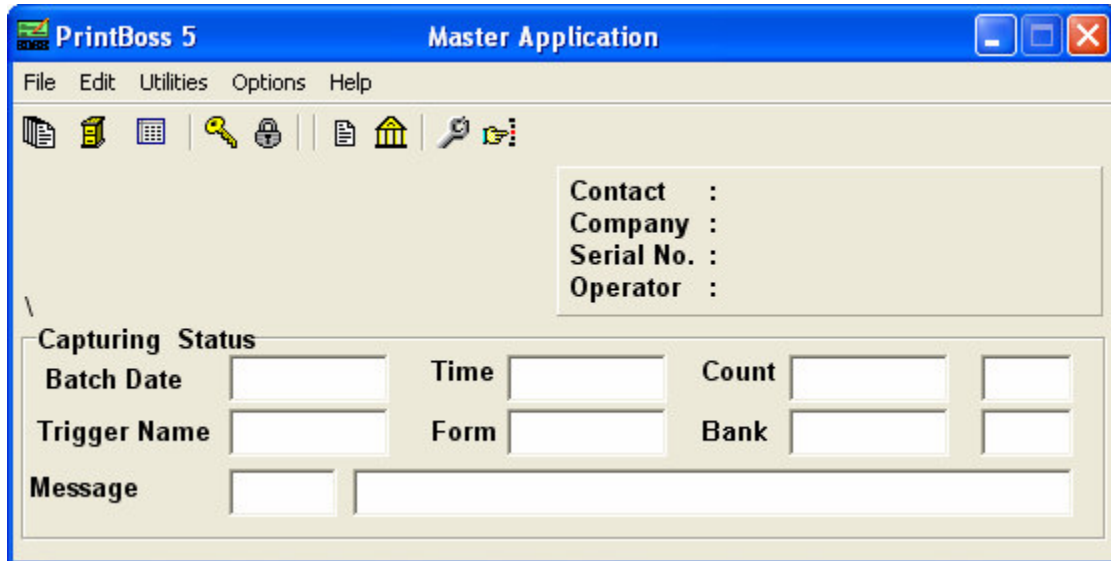 PrintBoss 5 Master Application
File Edit Utilities Options Help
Contact :
Company :
Serial No. :
Operator :
\
Capturing Status
Batch Date Time Count
Trigger Name Form Bank
Message